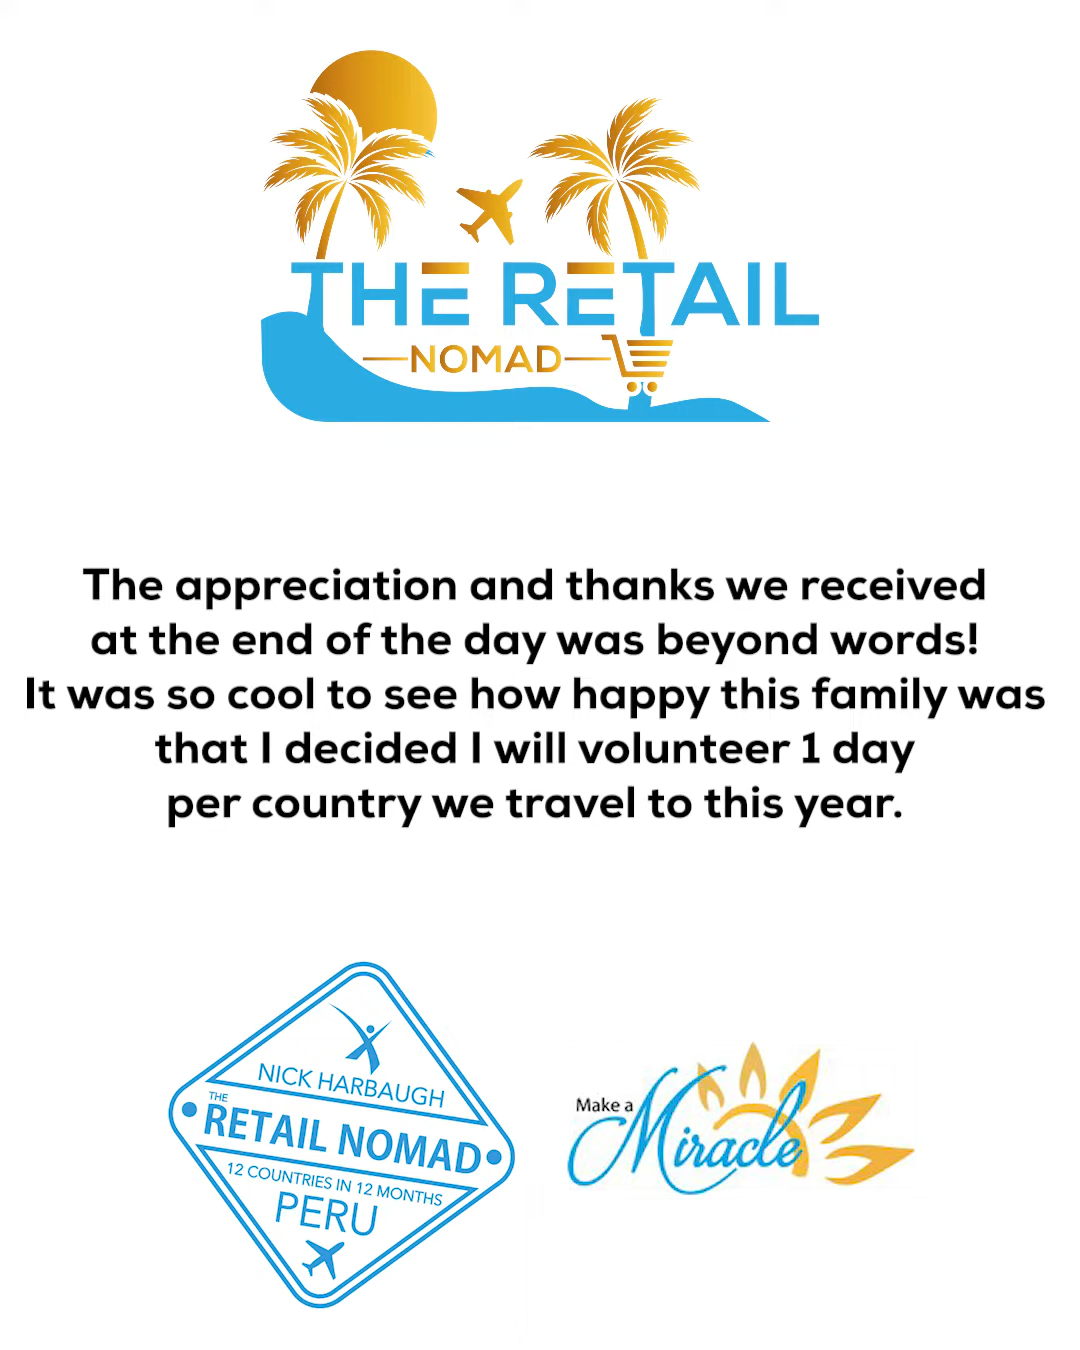 THE RETAIL
NOMAD
The appreciation and thanks we received
at the end of the day was beyond words!
It was so cool to see how happy this family was
that I decided I will volunteer 1 day
per country we travel to this year.
NICK HARBAUGH
THE
RETAIL NOMAD
12 COUNTRIES IN 12 MONTHS
PERU
Make a
Miracle